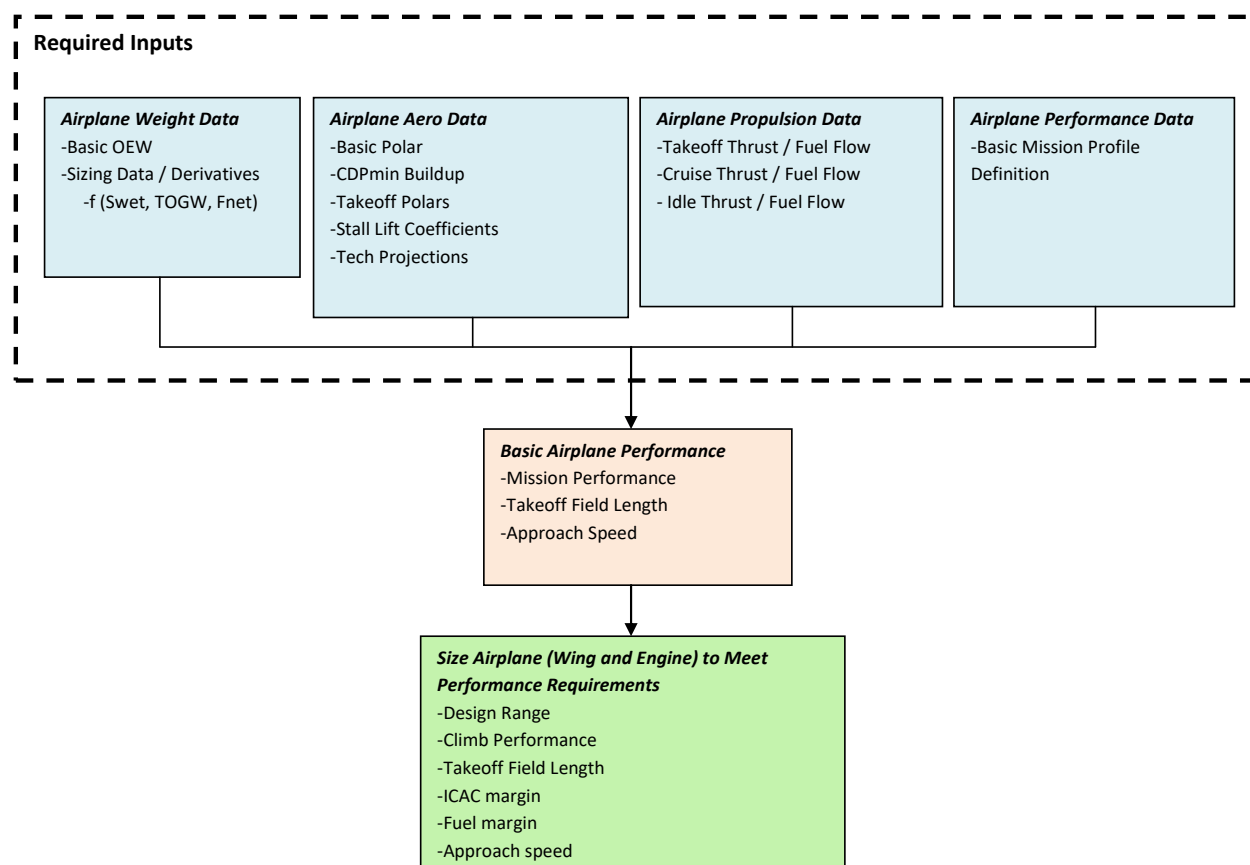 Required Inputs
Airplane Weight Data
-Basic OEW
-Sizing Data / Derivatives
-f (Swet, TOGW, Fnet)
Airplane Aero Data
-Basic Polar
-CDPmin Buildup
-Takeoff Polars
-Stall Lift Coefficients
-Tech Projections
Airplane Propulsion Data
-Takeoff Thrust / Fuel Flow
-Cruise Thrust / Fuel Flow
- Idle Thrust / Fuel Flow
Airplane Performance Data
-Basic Mission Profile
Definition
Basic Airplane Performance
-Mission Performance
-Takeoff Field Length
-Approach Speed
Size Airplane (Wing and Engine) to Meet
Performance Requirements
-Design Range
-Climb Performance
-Takeoff Field Length
-ICAC margin
-Fuel margin
-Approach speed